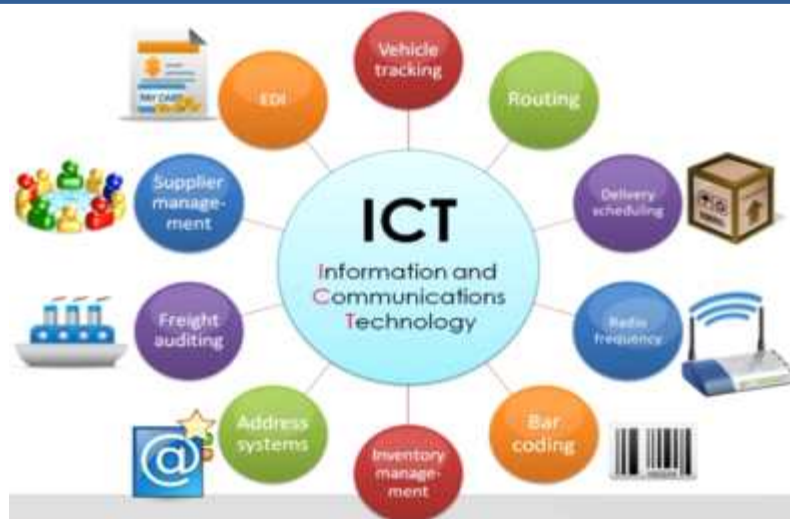 ICT
Information and
Communications
Technology
Vehicle
tracking
Routing
Delivery
scheduling
Radio
frequency
Bar
coding
Inventory
manage-
ment
Address
systems
Freight
auditing
Supplier
manage-
ment
EDI
PAY